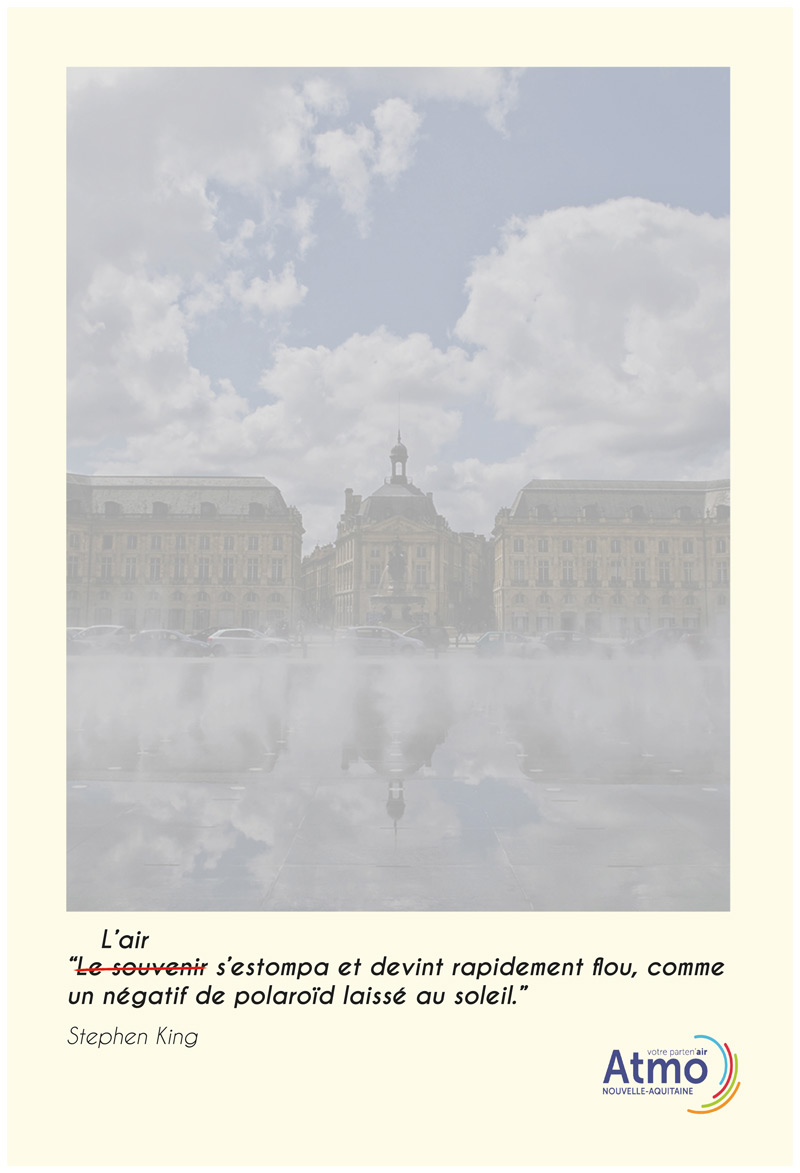 L'air
“Le souvenir s'estompa et devint rapidement flou, comme
un négatif de polaroïd laissé au soleil.”
Stephen King
votre parten'air
Atmo
NOUVELLE-AQUITAINE